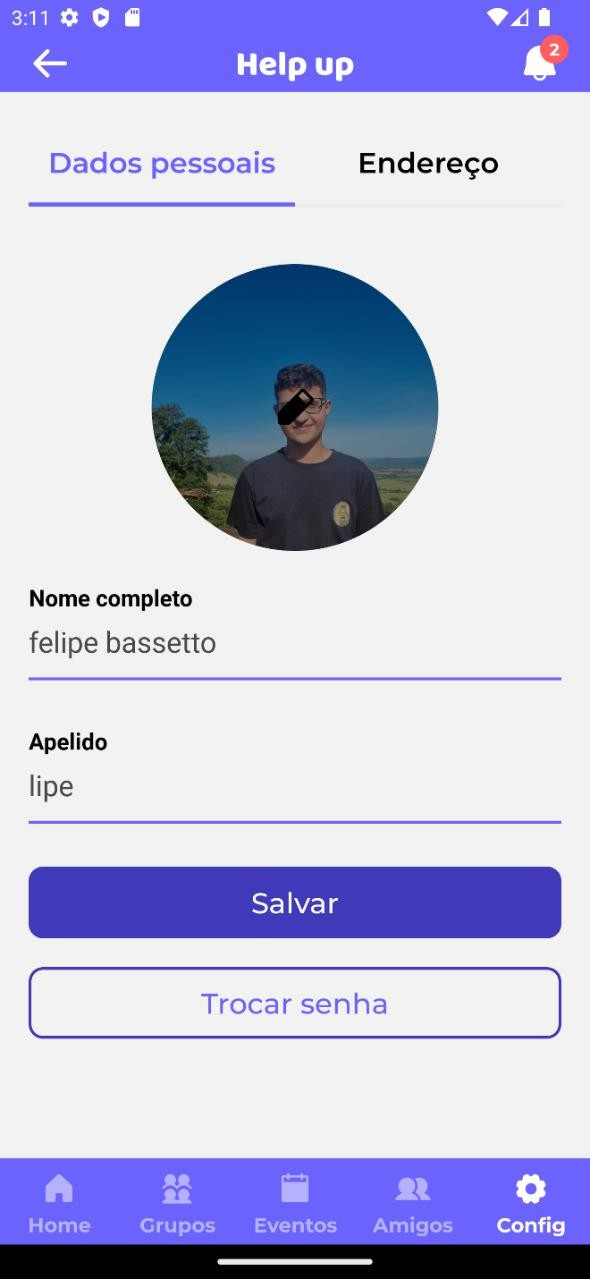 3:11
Help up
2
Dados pessoais
Endereço
Nome completo
felipe bassetto
Apelido
lipe
Salvar
Trocar senha
Home
Grupos
Eventos
Amigos
Config